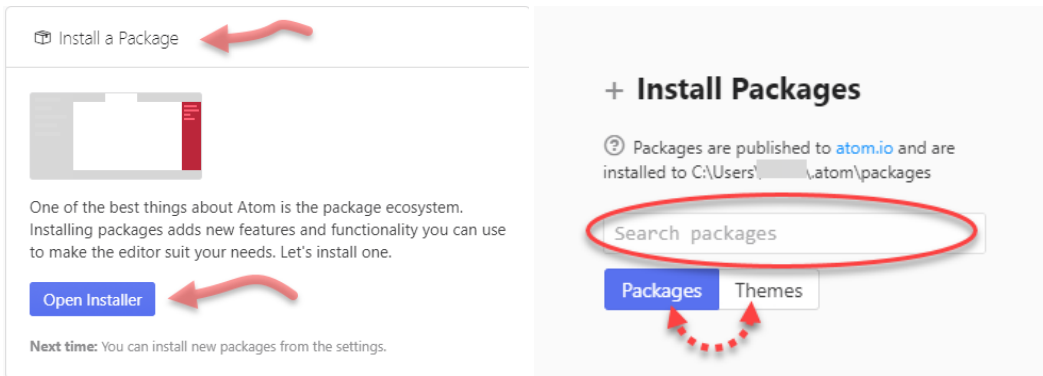 Install a Package
One of the best things about Atom is the package ecosystem.
Installing packages adds new features and functionality you can use
to make the editor suit your needs. Let's install one.
Open Installer
Next time: You can install new packages from the settings.
+ Install Packages
? Packages are published to atom.io and are
installed to C:\Users\ \.atom\packages
Search packages
Packages Themes